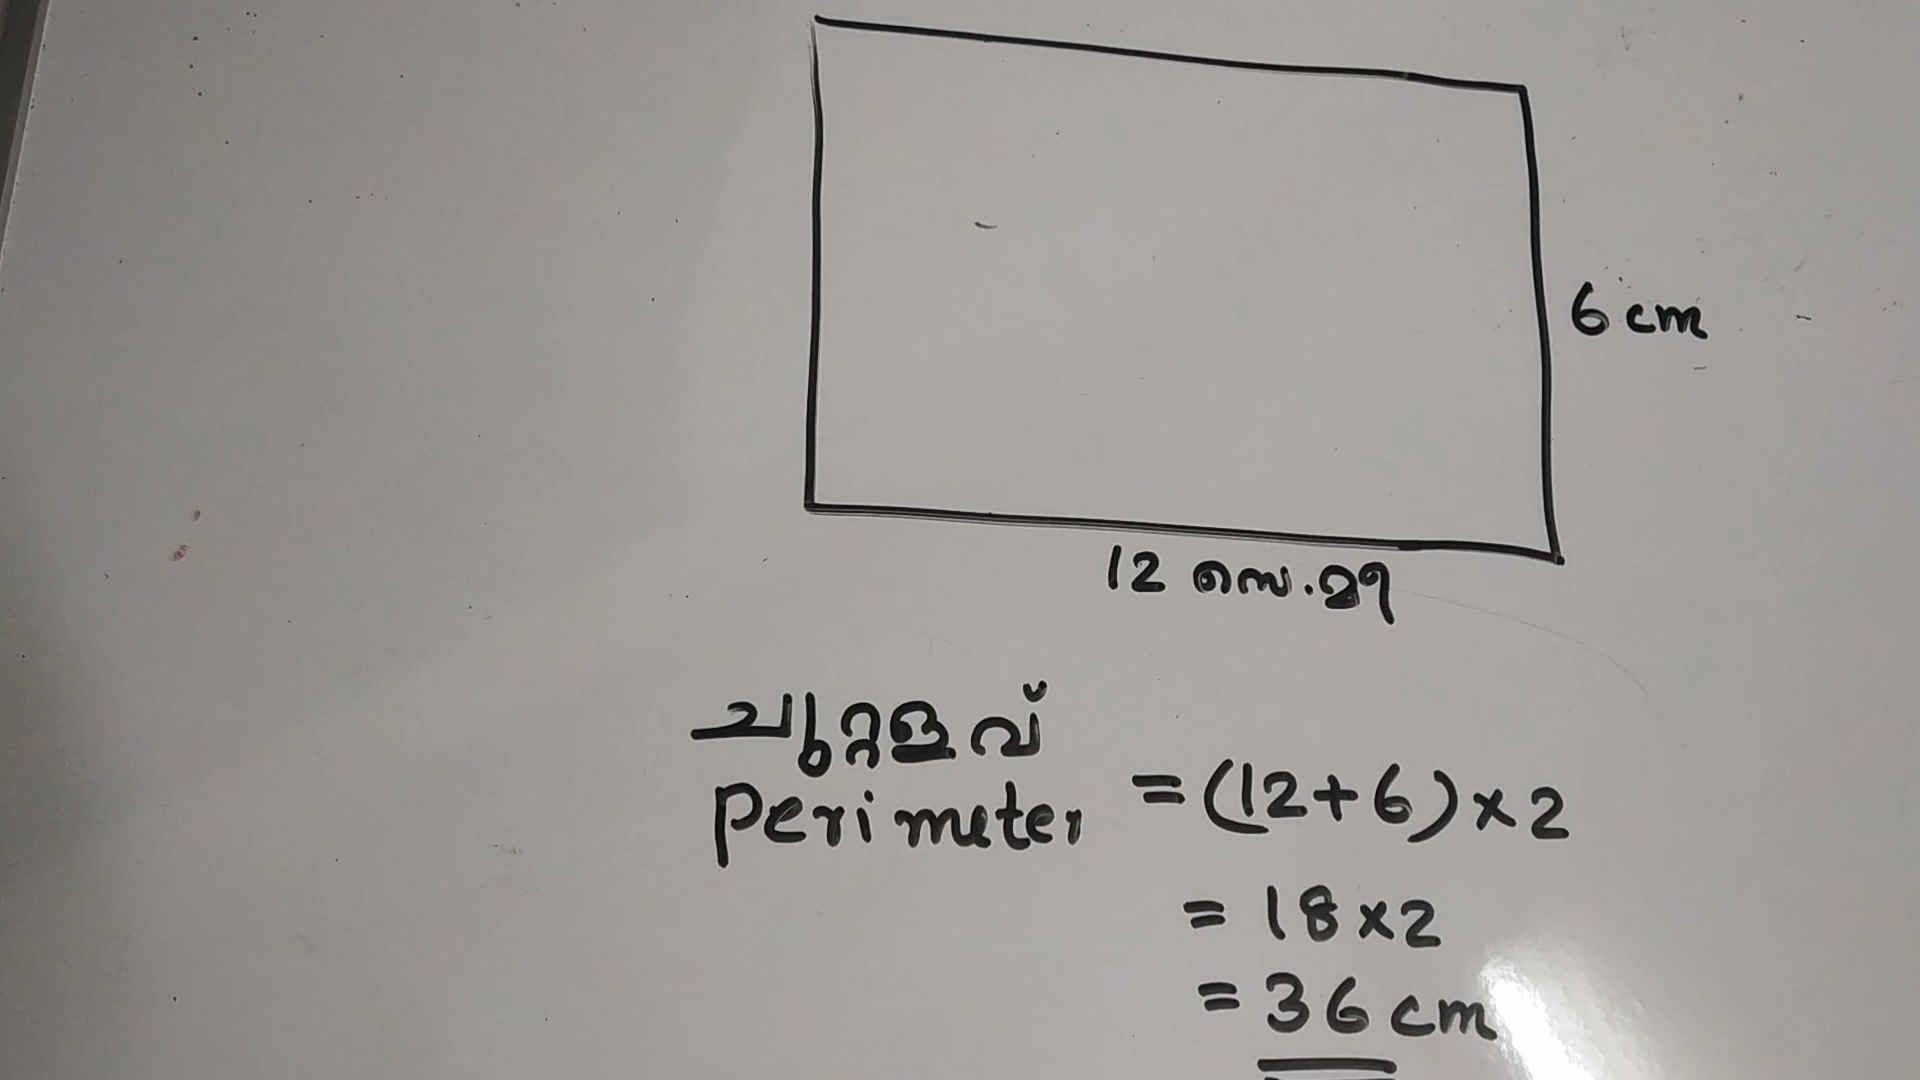 6 cm
12 സെ.മീ
ചുറ്റളവ്
Perimeter = (12+6)×2
= 18×2
= 36 cm